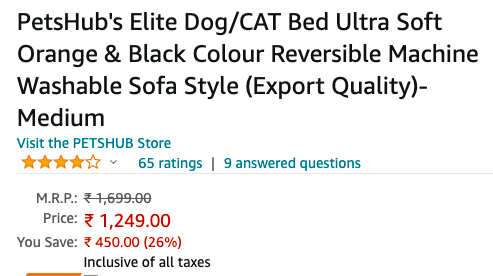 PetsHub's Elite Dog/CAT Bed Ultra Soft
Orange & Black Colour Reversible Machine
Washable Sofa Style (Export Quality)-
Medium
Visit the PETSHUB Store
65 ratings | 9 answered questions
M.R.P.: ₹ 1,699.00
Price: ₹ 1,249.00
You Save: ₹ 450.00 (26%)
Inclusive of all taxes